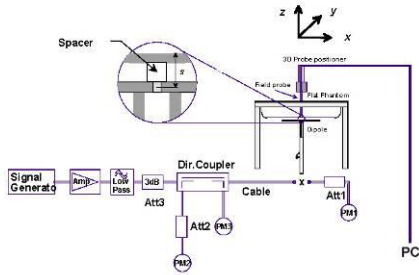 z
y
x
Spacer
s
3D Probe positioner
Field probe
Flat Phantom
Dipole
Signal
Generato
Amp
Low
Pass
3dB
Att3
Dir.Coupler
Cable
x
Att1
PM1
Att2
PM3
PM2
PC